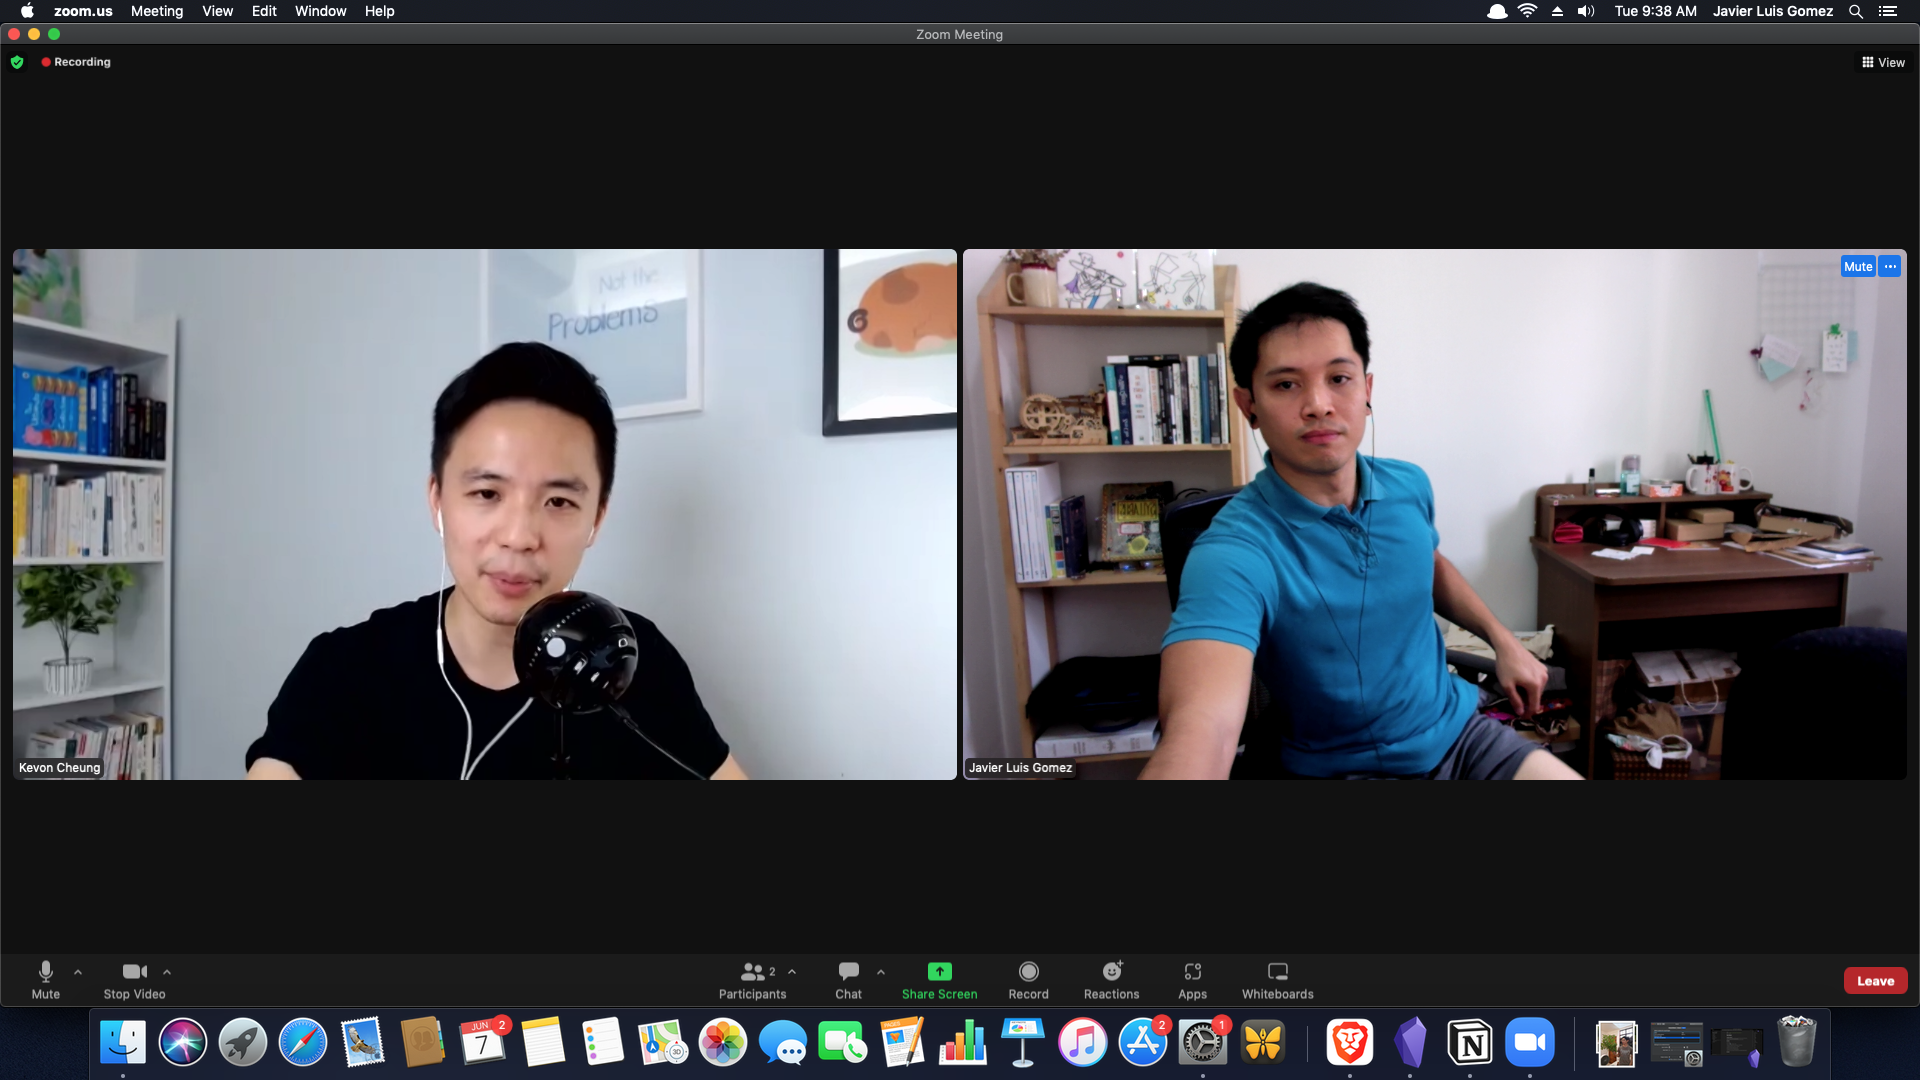 zoom.us Meeting View Edit Window Help
Tue 9:38 AM Javier Luis Gomez
Zoom Meeting
Recording
View
Not the
Problems
Mute
Kevon Cheung
Javier Luis Gomez
Mute
Stop Video
Participants
2
Chat
Share Screen
Record
Reactions
Apps
Whiteboards
Leave
JUN
2
7
PAGES
3D
2
1